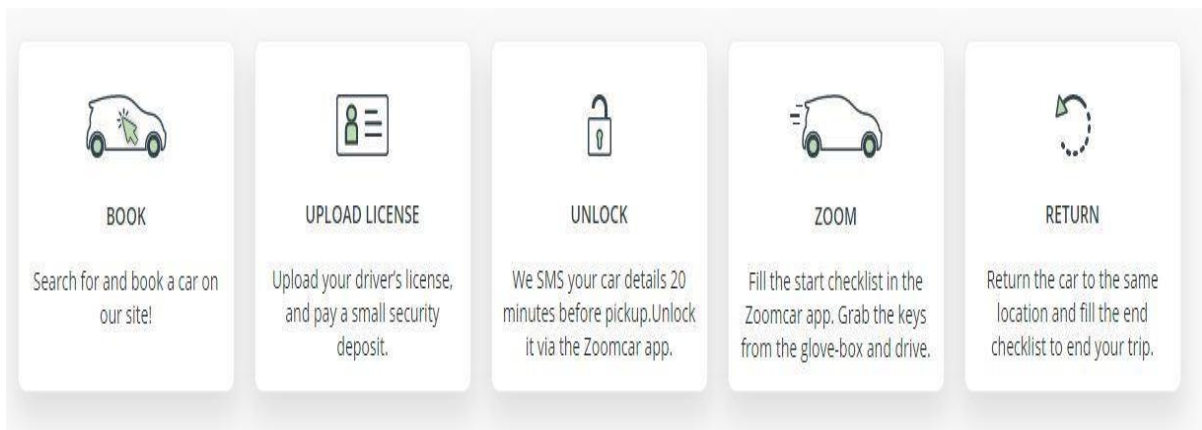 BOOK
Search for and book a car on
our site!
UPLOAD LICENSE
Upload your driver's license,
and pay a small security
deposit.
UNLOCK
We SMS your car details 20
minutes before pickup.Unlock
it via the Zoomcar app.
ZOOM
Fill the start checklist in the
Zoomcar app. Grab the keys
from the glove-box and drive.
RETURN
Return the car to the same
location and fill the end
checklist to end your trip.